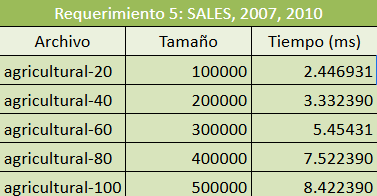 Requerimiento 5: SALES, 2007, 2010
Archivo Tamaño Tiempo (ms)
agricultural-20 100000 2.446931
agricultural-40 200000 3.332390
agricultural-60 300000 5.45431
agricultural-80 400000 7.522390
agricultural-100 500000 8.422390